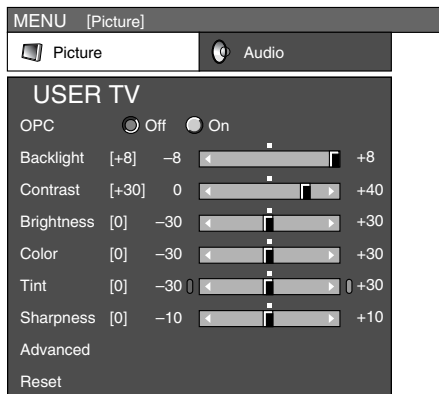 MENU [Picture]
Picture Audio
USER TV
OPC Off On
Backlight [+8] –8 +8
Contrast [+30] 0 +40
Brightness [0] –30 +30
Color [0] –30 +30
Tint [0] –30 +30
Sharpness [0] –10 +10
Advanced
Reset